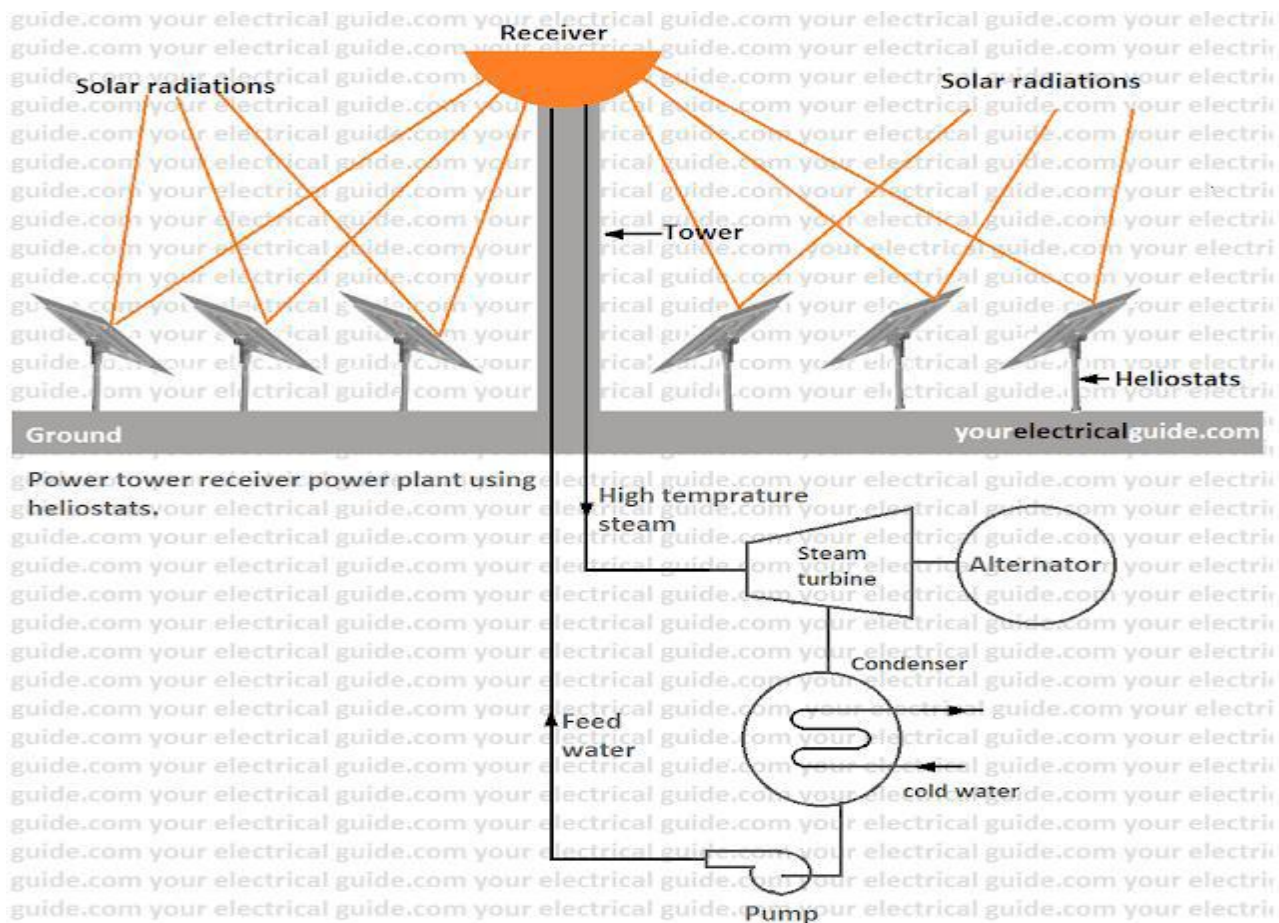 Receiver
Solar radiations
Solar radiations
Tower
Heliostats
Ground
yourelectricalguide.com
Power tower receiver power plant using
heliostats.
High temprature
steam
Steam
turbine
Alternator
Condenser
Feed
water
cold water
Pump